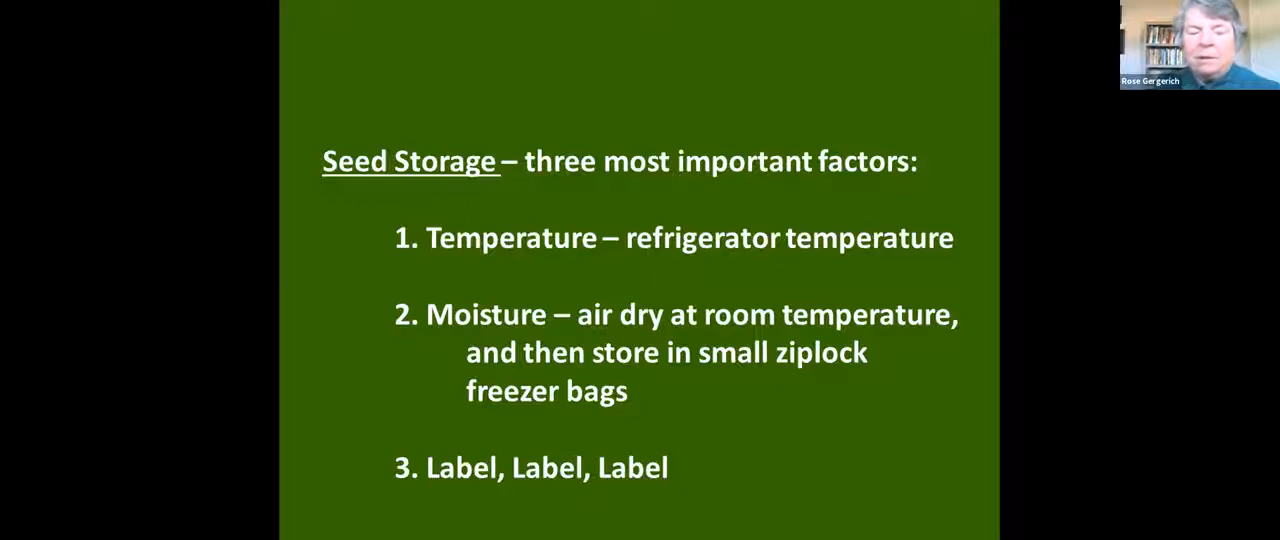 Rose Gergerich
Seed Storage – three most important factors:
1. Temperature – refrigerator temperature
2. Moisture – air dry at room temperature,
and then store in small ziplock
freezer bags
3. Label, Label, Label